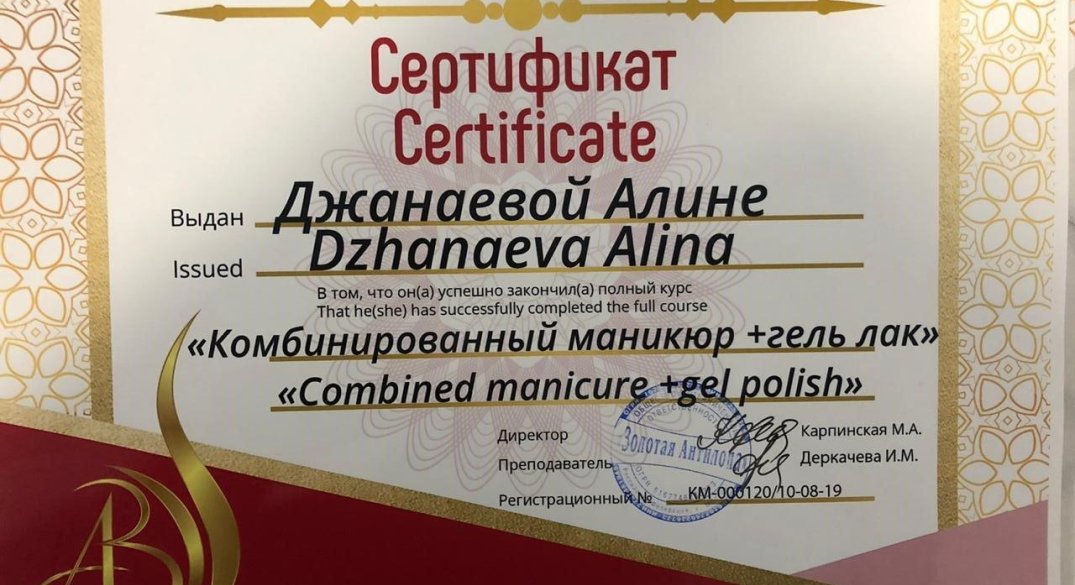 Сертификат
Certificate
Выдан Джанаевой Алине
Issued Dzhanaeva Alina
В том, что он(а) успешно закончил(а) полный курс
That he(she) has successfully completed the full course
«Комбинированный маникюр +гель лак»
«Combined manicure +gel polish»
Директор Карпинская М.А.
Золотая Антилопа
Преподаватель Деркачева И.М.
Регистрационный № КМ-000120/10-08-19